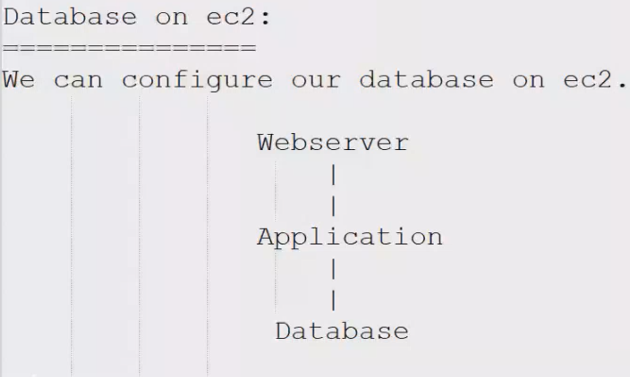 Database on ec2:
===============
We can configure our database on ec2.
Webserver
|
|
Application
|
|
Database